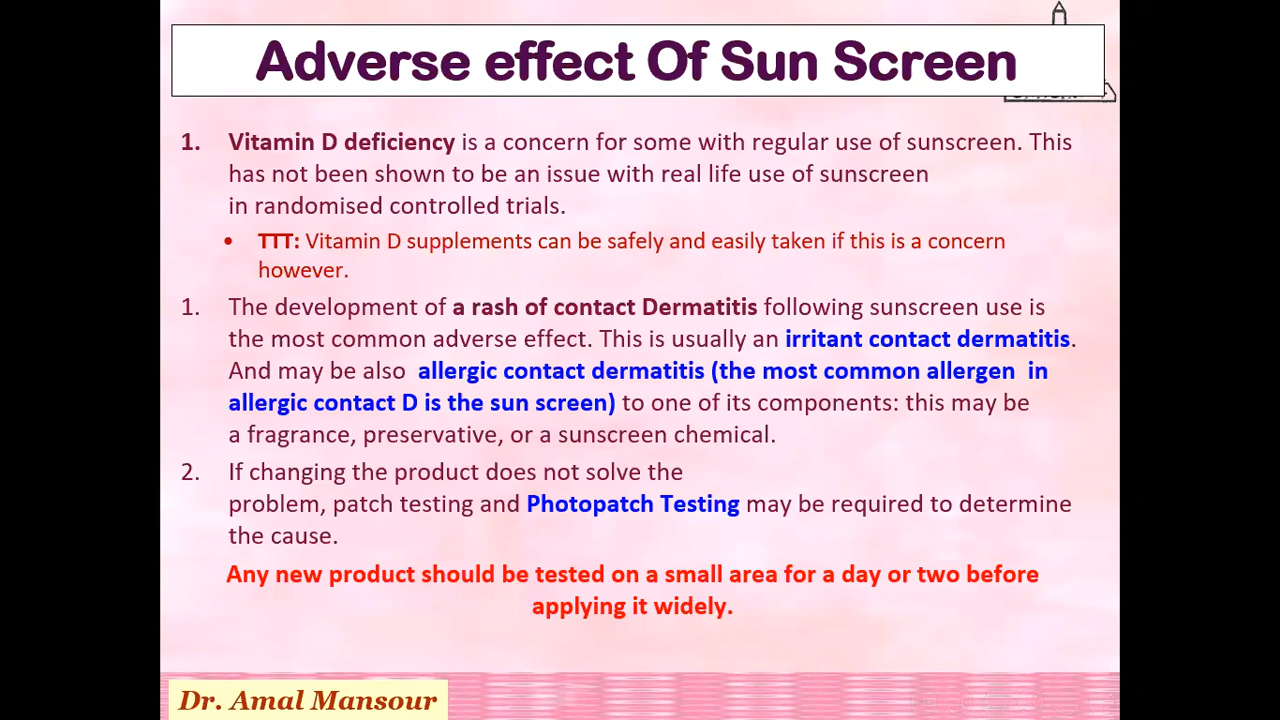 Adverse effect Of Sun Screen
1. Vitamin D deficiency is a concern for some with regular use of sunscreen. This
has not been shown to be an issue with real life use of sunscreen
in randomised controlled trials.
• TTT: Vitamin D supplements can be safely and easily taken if this is a concern
however.
1. The development of a rash of contact Dermatitis following sunscreen use is
the most common adverse effect. This is usually an irritant contact dermatitis.
And may be also allergic contact dermatitis (the most common allergen in
allergic contact D is the sun screen) to one of its components: this may be
a fragrance, preservative, or a sunscreen chemical.
2. If changing the product does not solve the
problem, patch testing and Photopatch Testing may be required to determine
the cause.
Any new product should be tested on a small area for a day or two before
applying it widely.
Dr. Amal Mansour